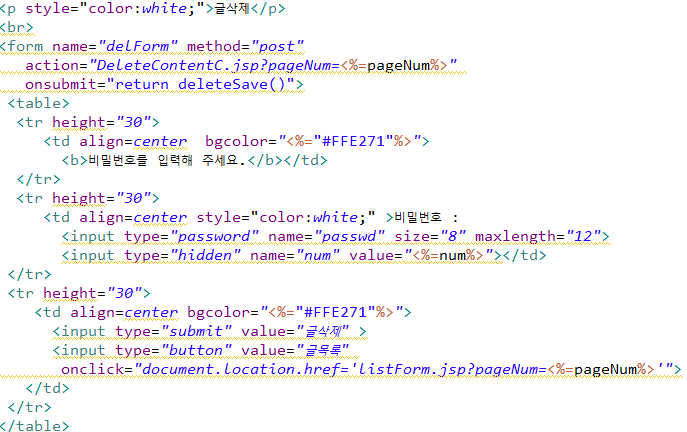 <p style="color:white;">글삭제</p>
<br>
<form name="delForm" method="post"
action="DeleteContentC.jsp?pageNum=<%=pageNum%>"
onsubmit="return deleteSave()">
<table>
<tr height="30">
<td align=center  bgcolor="<%="#FFE271"%>">
<b>비밀번호를 입력해 주세요.</b></td>
</tr>
<tr height="30">
<td align=center style="color:white;" >비밀번호 :
<input type="password" name="passwd" size="8" maxlength="12">
<input type="hidden" name="num" value="<%=num%>"></td>
</tr>
<tr height="30">
<td align=center bgcolor="<%="#FFE271"%>">
<input type="submit" value="글삭제" >
<input type="button" value="글목록"
onclick="document.location.href='listForm.jsp?pageNum=<%=pageNum%>'">
</td>
</tr>
</table>